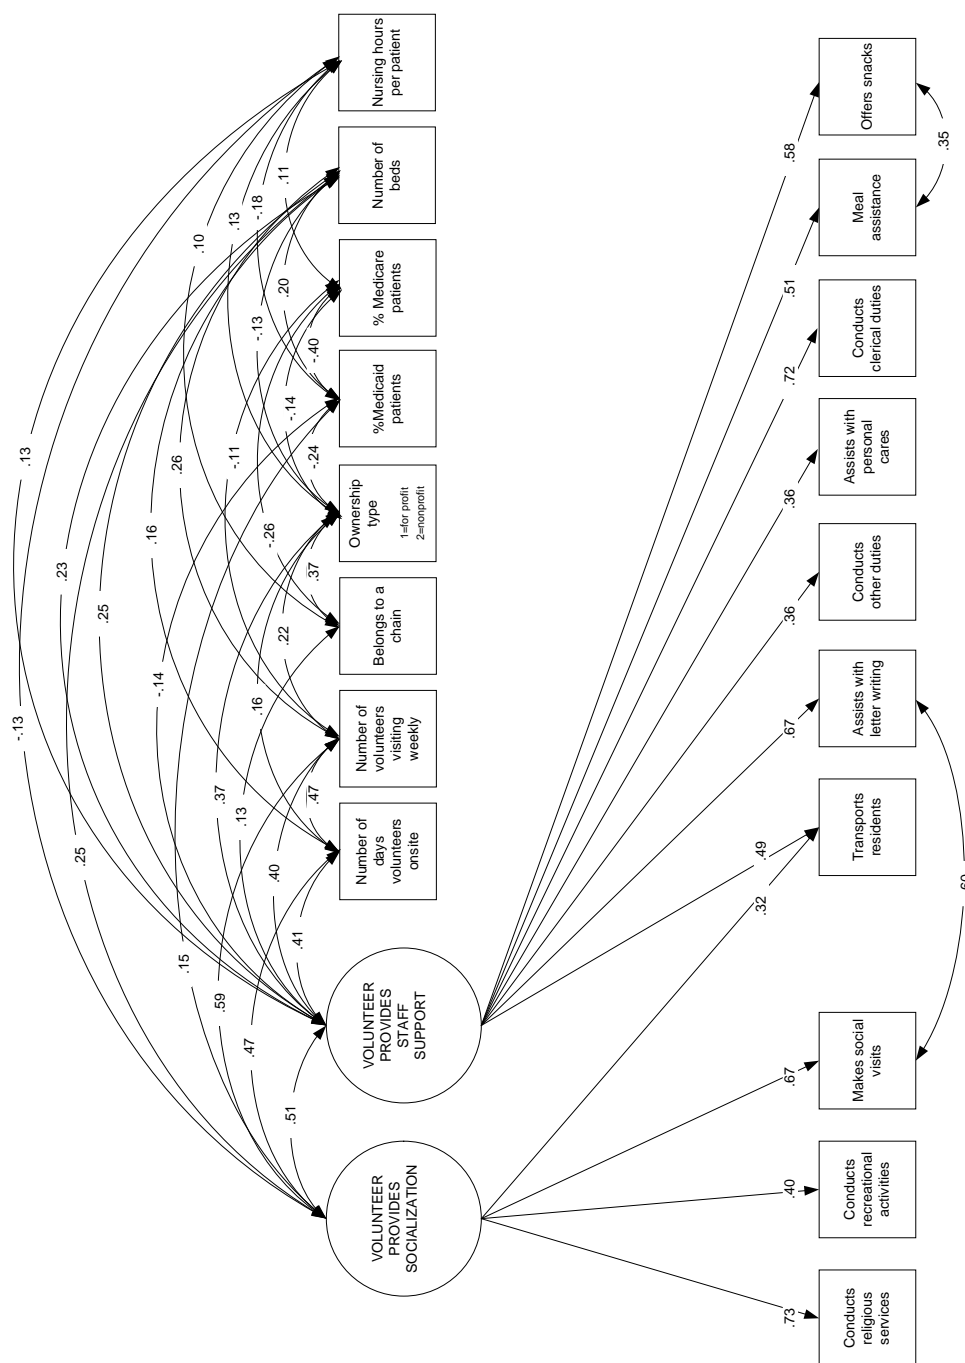 -.13
.13
.23
.25
.25
-.14
.16
.26
.15
.10
.59
.37
-.11
.13
.13
.47
.16
-.13
-.18
-.26
.40
.22
.20
.11
.51
.41
-.14
.47
.37
-.24
-.40
VOLUNTEER
PROVIDES
SOCIALIZATION
VOLUNTEER
PROVIDES
STAFF
SUPPORT
Number of
days
volunteers
onsite
Number of
volunteers
visiting
weekly
Belongs to a
chain
Ownership
type
1=for profit
2=nonprofit
%Medicaid
patients
% Medicare
patients
Number of
beds
Nursing hours
per patient
.73
.40
.67
.32
.49
.67
.36
.36
.72
.51
.58
Conducts
religious
services
Conducts
recreational
activities
Makes social
visits
Transports
residents
Assists with
letter writing
Conducts
other duties
Assists with
personal
cares
Conducts
clerical duties
Meal
assistance
Offers snacks
.35